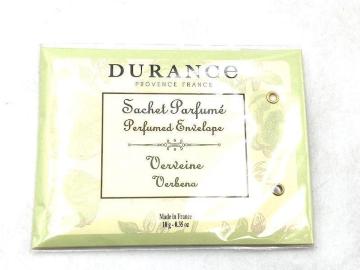 DURANCE
PROVENCE FRANCE
Sachet Parfumé
Perfumed Envelope
Verveine
Verbena
Made in France
10 g - 0.35 oz